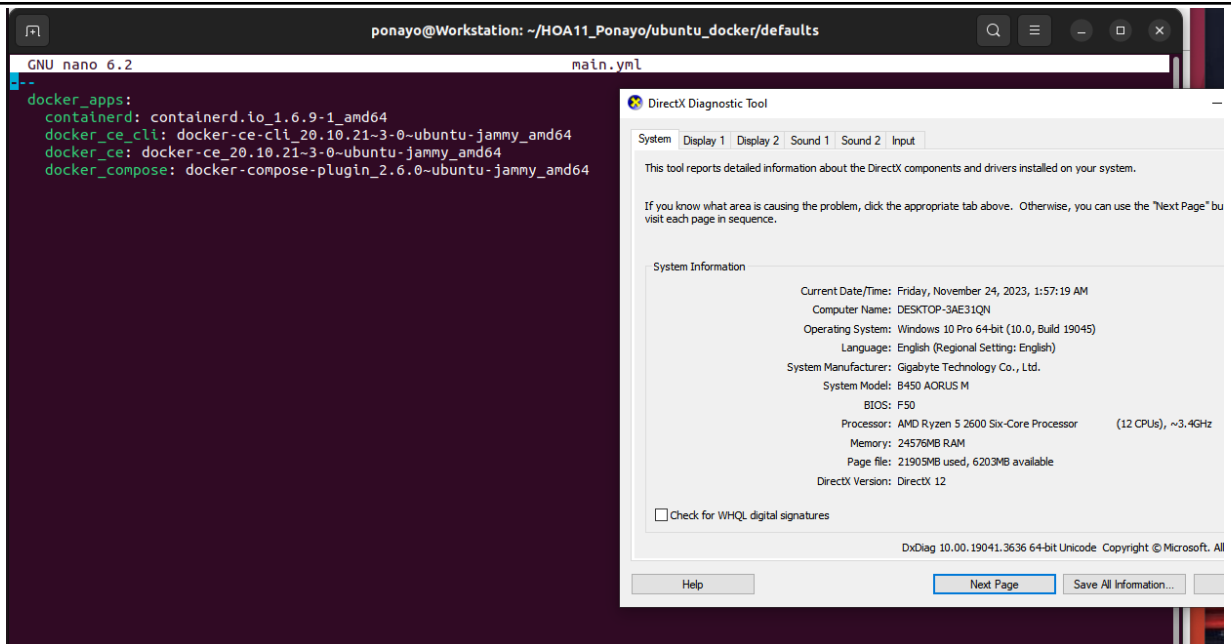 ponayo@Workstation: ~/HOA11_Ponayo/ubuntu_docker/defaults
GNU nano 6.2 main.yml
---
docker_apps:
containerd: containerd.io_1.6.9-1_amd64
docker_ce_cli: docker-ce-cli_20.10.21~3-0~ubuntu-jammy_amd64
docker_ce: docker-ce_20.10.21~3-0~ubuntu-jammy_amd64
docker_compose: docker-compose-plugin_2.6.0~ubuntu-jammy_amd64
DirectX Diagnostic Tool
System Display 1 Display 2 Sound 1 Sound 2 Input
This tool reports detailed information about the DirectX components and drivers installed on your system.
If you know what area is causing the problem, click the appropriate tab above. Otherwise, you can use the "Next Page" bu
visit each page in sequence.
System Information
Current Date/Time: Friday, November 24, 2023, 1:57:19 AM
Computer Name: DESKTOP-3AE31QN
Operating System: Windows 10 Pro 64-bit (10.0, Build 19045)
Language: English (Regional Setting: English)
System Manufacturer: Gigabyte Technology Co., Ltd.
System Model: B450 AORUS M
BIOS: F50
Processor: AMD Ryzen 5 2600 Six-Core Processor (12 CPUs), ~3.4GHz
Memory: 24576MB RAM
Page file: 21905MB used, 6203MB available
DirectX Version: DirectX 12
Check for WHQL digital signatures
DxDiag 10.00.19041.3636 64-bit Unicode Copyright © Microsoft. Al
Help Next Page Save All Information...